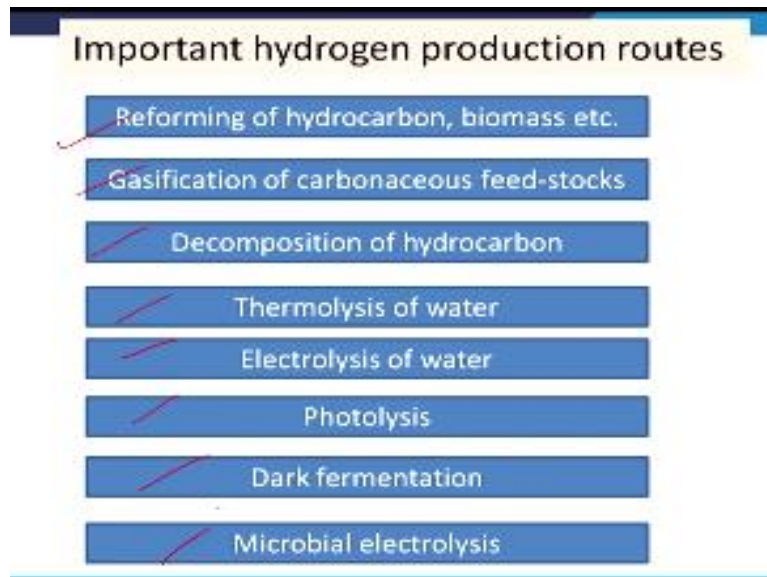 Important hydrogen production routes
Reforming of hydrocarbon, biomass etc.
Gasification of carbonaceous feed-stocks
Decomposition of hydrocarbon
Thermolysis of water
Electrolysis of water
Photolysis
Dark fermentation
Microbial electrolysis